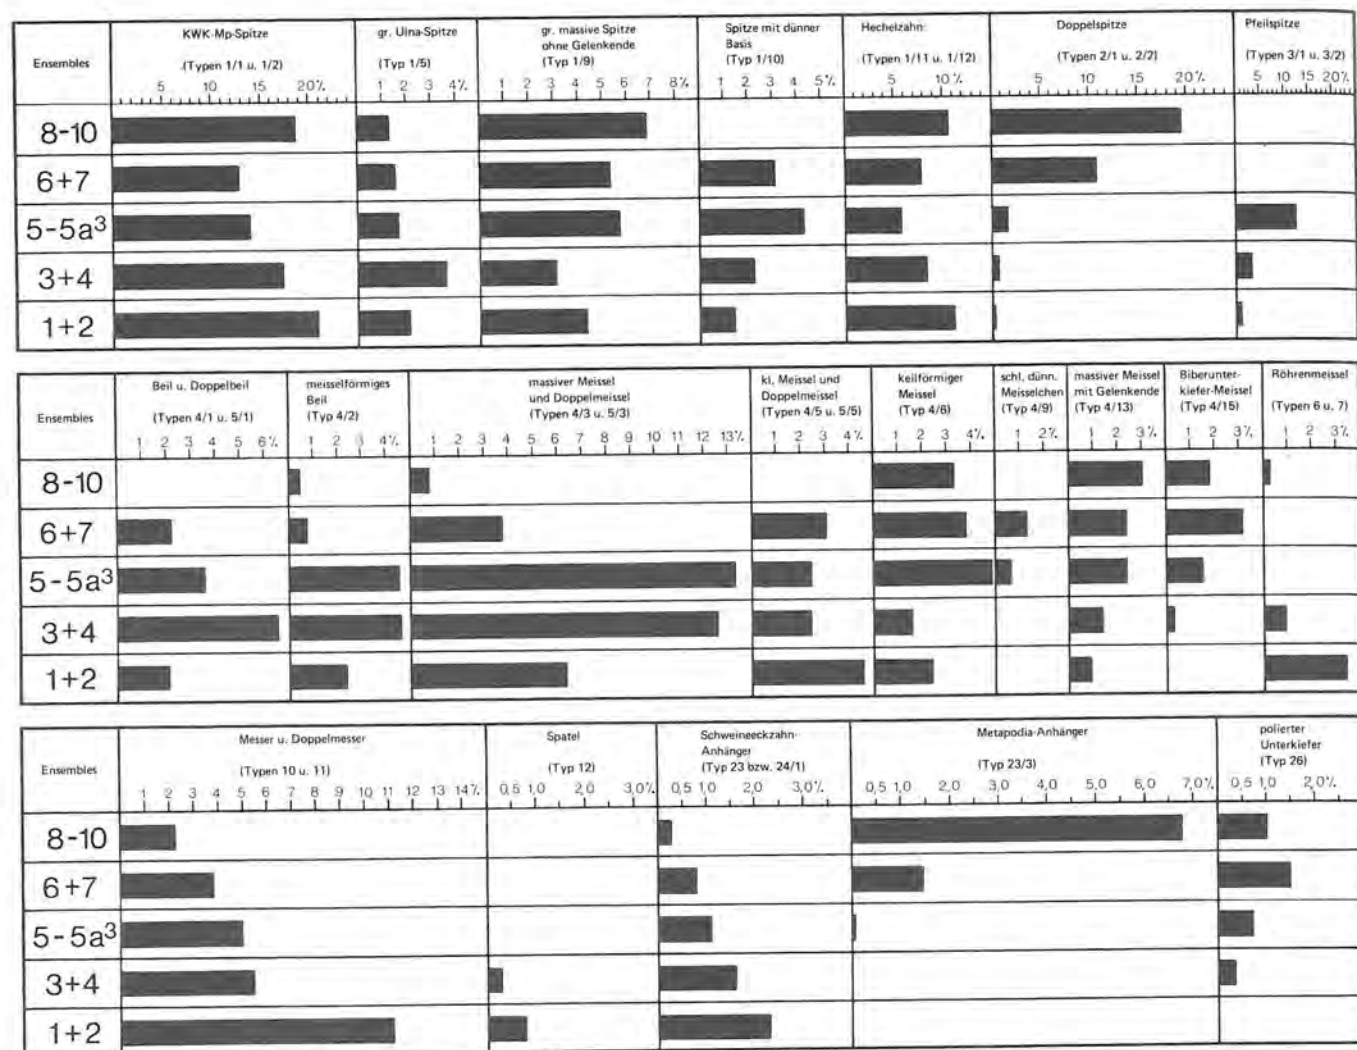 Ensembles
KWK-Mp-Spitze
(Typen 1/1 u. 1/2)
5 10 15 20%
gr. Ulna-Spitze
(Typ 1/5)
1 2 3 4%
gr. massive Spitze
ohne Gelenkende
(Typ 1/9)
1 2 3 4 5 6 7 8%
Spitze mit dünner
Basis
(Typ 1/10)
1 2 3 4 5%
Hechelzahn
(Typen 1/11 u. 1/12)
5 10%
Doppelspitze
(Typen 2/1 u. 2/2)
5 10 15 20%
Pfeilspitze
(Typen 3/1 u. 3/2)
5 10 15 20%
8-10
6+7
5-5a³
3+4
1+2
Ensembles
Beil u. Doppelbeil
(Typen 4/1 u. 5/1)
1 2 3 4 5 6%
meisselförmiges
Beil
(Typ 4/2)
1 2 3 4%
massiver Meissel
und Doppelmeissel
(Typen 4/3 u. 5/3)
1 2 3 4 5 6 7 8 9 10 11 12 13%
kl. Meissel und
Doppelmeissel
(Typen 4/5 u. 5/5)
1 2 3 4%
keilförmiger
Meissel
(Typ 4/6)
1 2 3 4%
schl. dünn.
Meisselchen
(Typ 4/9)
1 2%
massiver Meissel
mit Gelenkende
(Typ 4/13)
1 2 3%
Biberunter-
kiefer-Meissel
(Typ 4/15)
1 2 3%
Röhrenmeissel
(Typen 6 u. 7)
1 2 3%
8-10
6+7
5-5a³
3+4
1+2
Ensembles
Messer u. Doppelmesser
(Typen 10 u. 11)
1 2 3 4 5 6 7 8 9 10 11 12 13 14%
Spatel
(Typ 12)
0,5 1,0 2,0 3,0%
Schweineeckzahn-
Anhänger
(Typ 23 bzw. 24/1)
0,5 1,0 2,0 3,0%
Metapodia-Anhänger
(Typ 23/3)
0,5 1,0 2,0 3,0 4,0 5,0 6,0 7,0%
polierter
Unterkiefer
(Typ 26)
0,5 1,0 2,0%
8-10
6+7
5-5a³
3+4
1+2